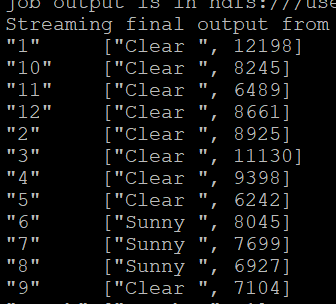 job output is in hdfs:///use
Streaming final output from
"1" ["Clear ", 12198]
"10" ["Clear ", 8245]
"11" ["Clear ", 6489]
"12" ["Clear ", 8661]
"2" ["Clear ", 8925]
"3" ["Clear ", 11130]
"4" ["Clear ", 9398]
"5" ["Clear ", 6242]
"6" ["Sunny ", 8045]
"7" ["Sunny ", 7699]
"8" ["Sunny ", 6927]
"9" ["Clear ", 7104]